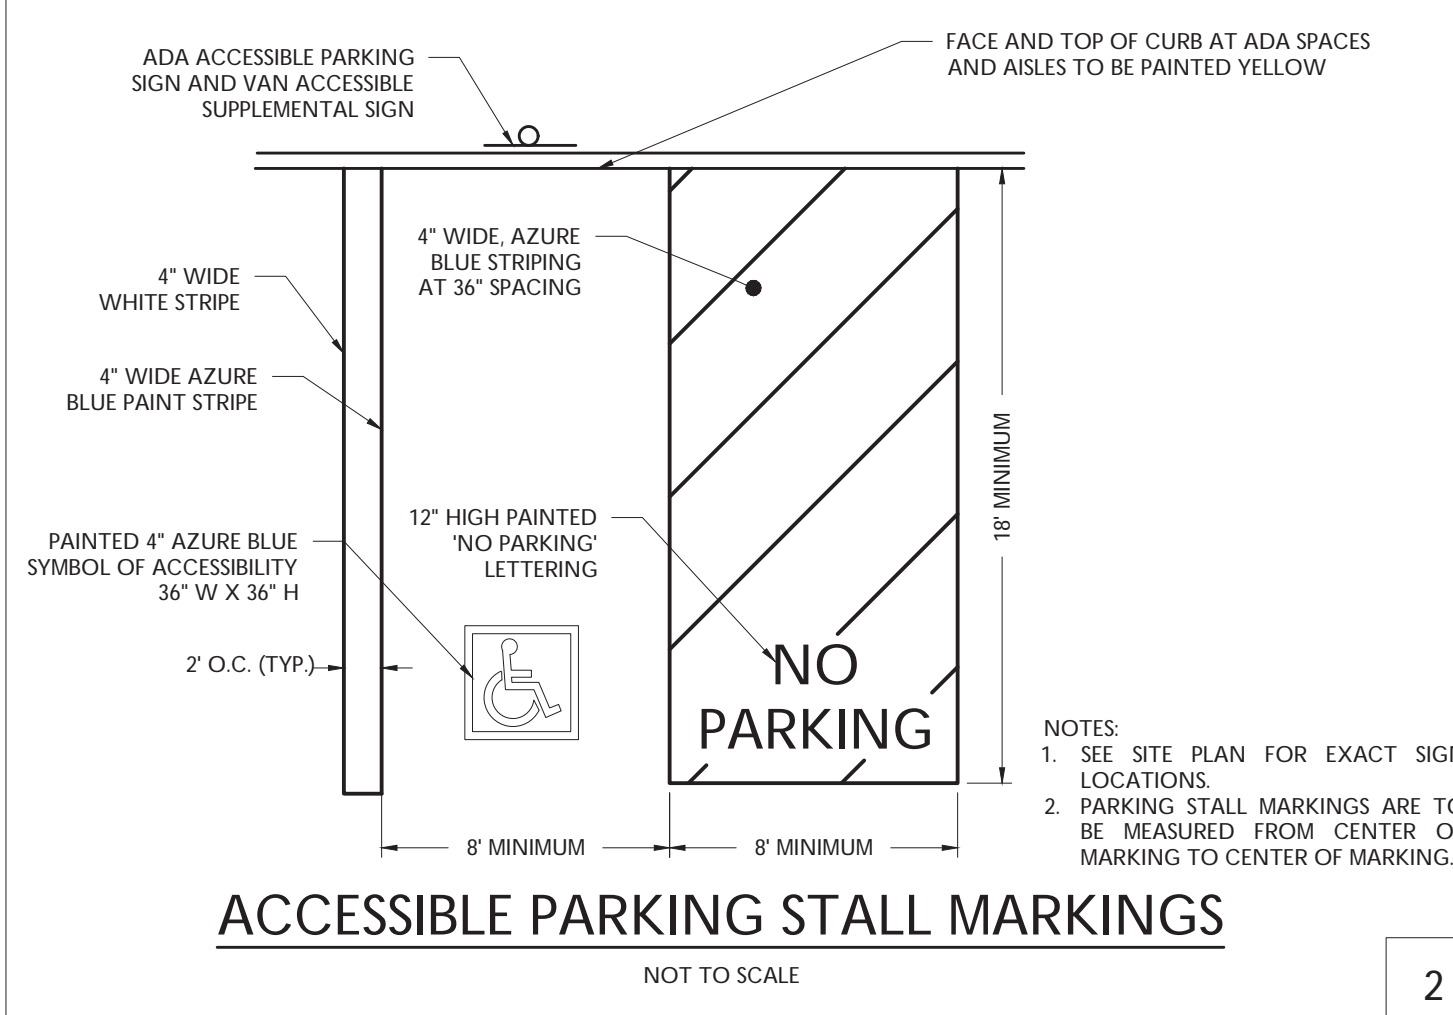 ADA ACCESSIBLE PARKING
SIGN AND VAN ACCESSIBLE
SUPPLEMENTAL SIGN
FACE AND TOP OF CURB AT ADA SPACES
AND AISLES TO BE PAINTED YELLOW
4" WIDE, AZURE
BLUE STRIPING
AT 36" SPACING
4" WIDE
WHITE STRIPE
4" WIDE AZURE
BLUE PAINT STRIPE
18' MINIMUM
12" HIGH PAINTED
'NO PARKING'
LETTERING
PAINTED 4" AZURE BLUE
SYMBOL OF ACCESSIBILITY
36" W X 36" H
2' O.C. (TYP.)
NO
PARKING
NOTES:
1. SEE SITE PLAN FOR EXACT
LOCATIONS.
2. PARKING STALL MARKINGS ARE
BE MEASURED FROM CENTER
MARKING TO CENTER OF MARKING.
8' MINIMUM
8' MINIMUM
ACCESSIBLE PARKING STALL MARKINGS
NOT TO SCALE
2